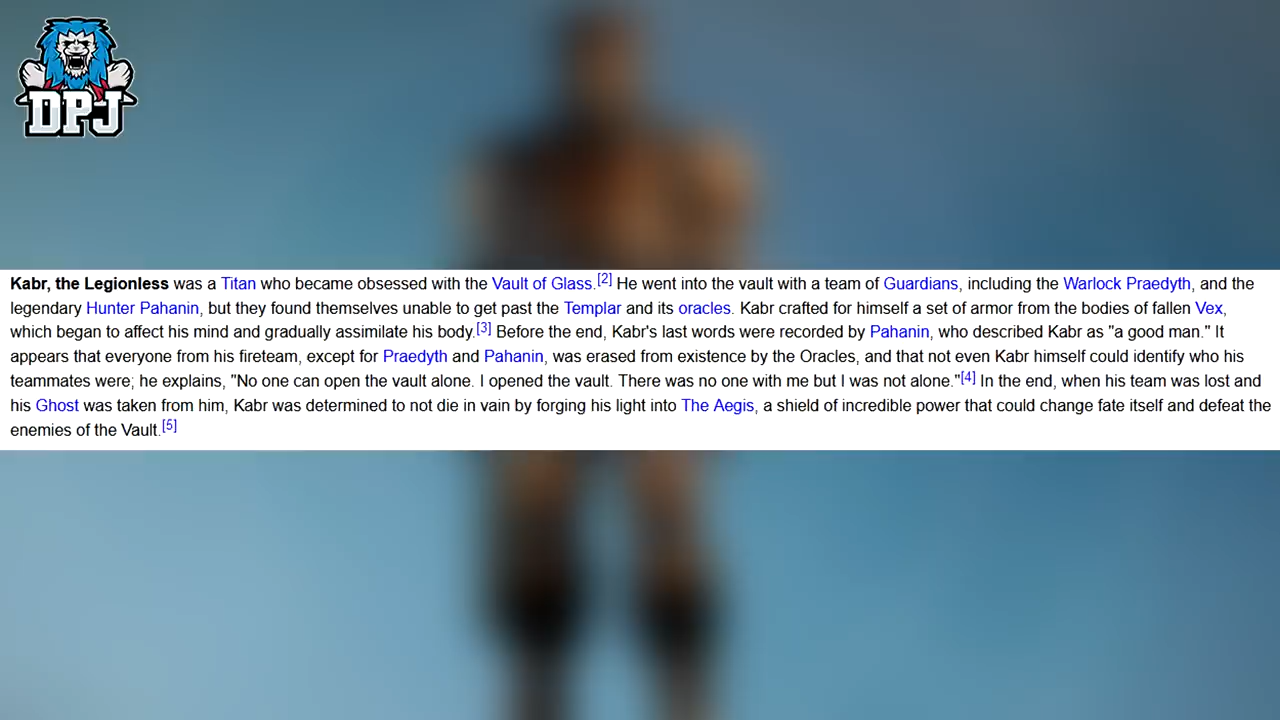 DPJ
Kabr, the Legionless was a Titan who became obsessed with the Vault of Glass.[2] He went into the vault with a team of Guardians, including the Warlock Praedyth, and the
legendary Hunter Pahanin, but they found themselves unable to get past the Templar and its oracles. Kabr crafted for himself a set of armor from the bodies of fallen Vex,
which began to affect his mind and gradually assimilate his body.[3] Before the end, Kabr's last words were recorded by Pahanin, who described Kabr as "a good man." It
appears that everyone from his fireteam, except for Praedyth and Pahanin, was erased from existence by the Oracles, and that not even Kabr himself could identify who his
teammates were; he explains, "No one can open the vault alone. I opened the vault. There was no one with me but I was not alone."[4] In the end, when his team was lost and
his Ghost was taken from him, Kabr was determined to not die in vain by forging his light into The Aegis, a shield of incredible power that could change fate itself and defeat the
enemies of the Vault.[5]